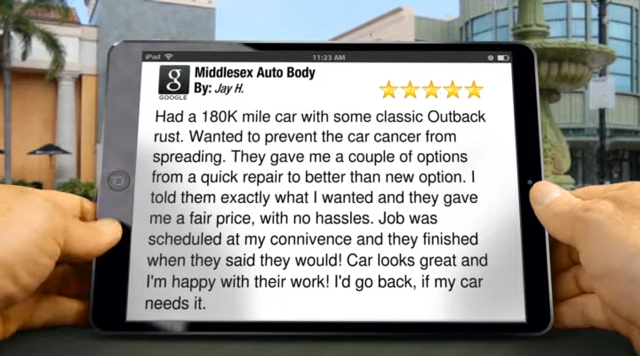 iPad
11:23 AM
g
GOOGLE
Middlesex Auto Body
By: Jay H.
Had a 180K mile car with some classic Outback
rust. Wanted to prevent the car cancer from
spreading. They gave me a couple of options
from a quick repair to better than new option. I
told them exactly what I wanted and they gave
me a fair price, with no hassles. Job was
scheduled at my connivence and they finished
when they said they would! Car looks great and
I'm happy with their work! I'd go back, if my car
needs it.